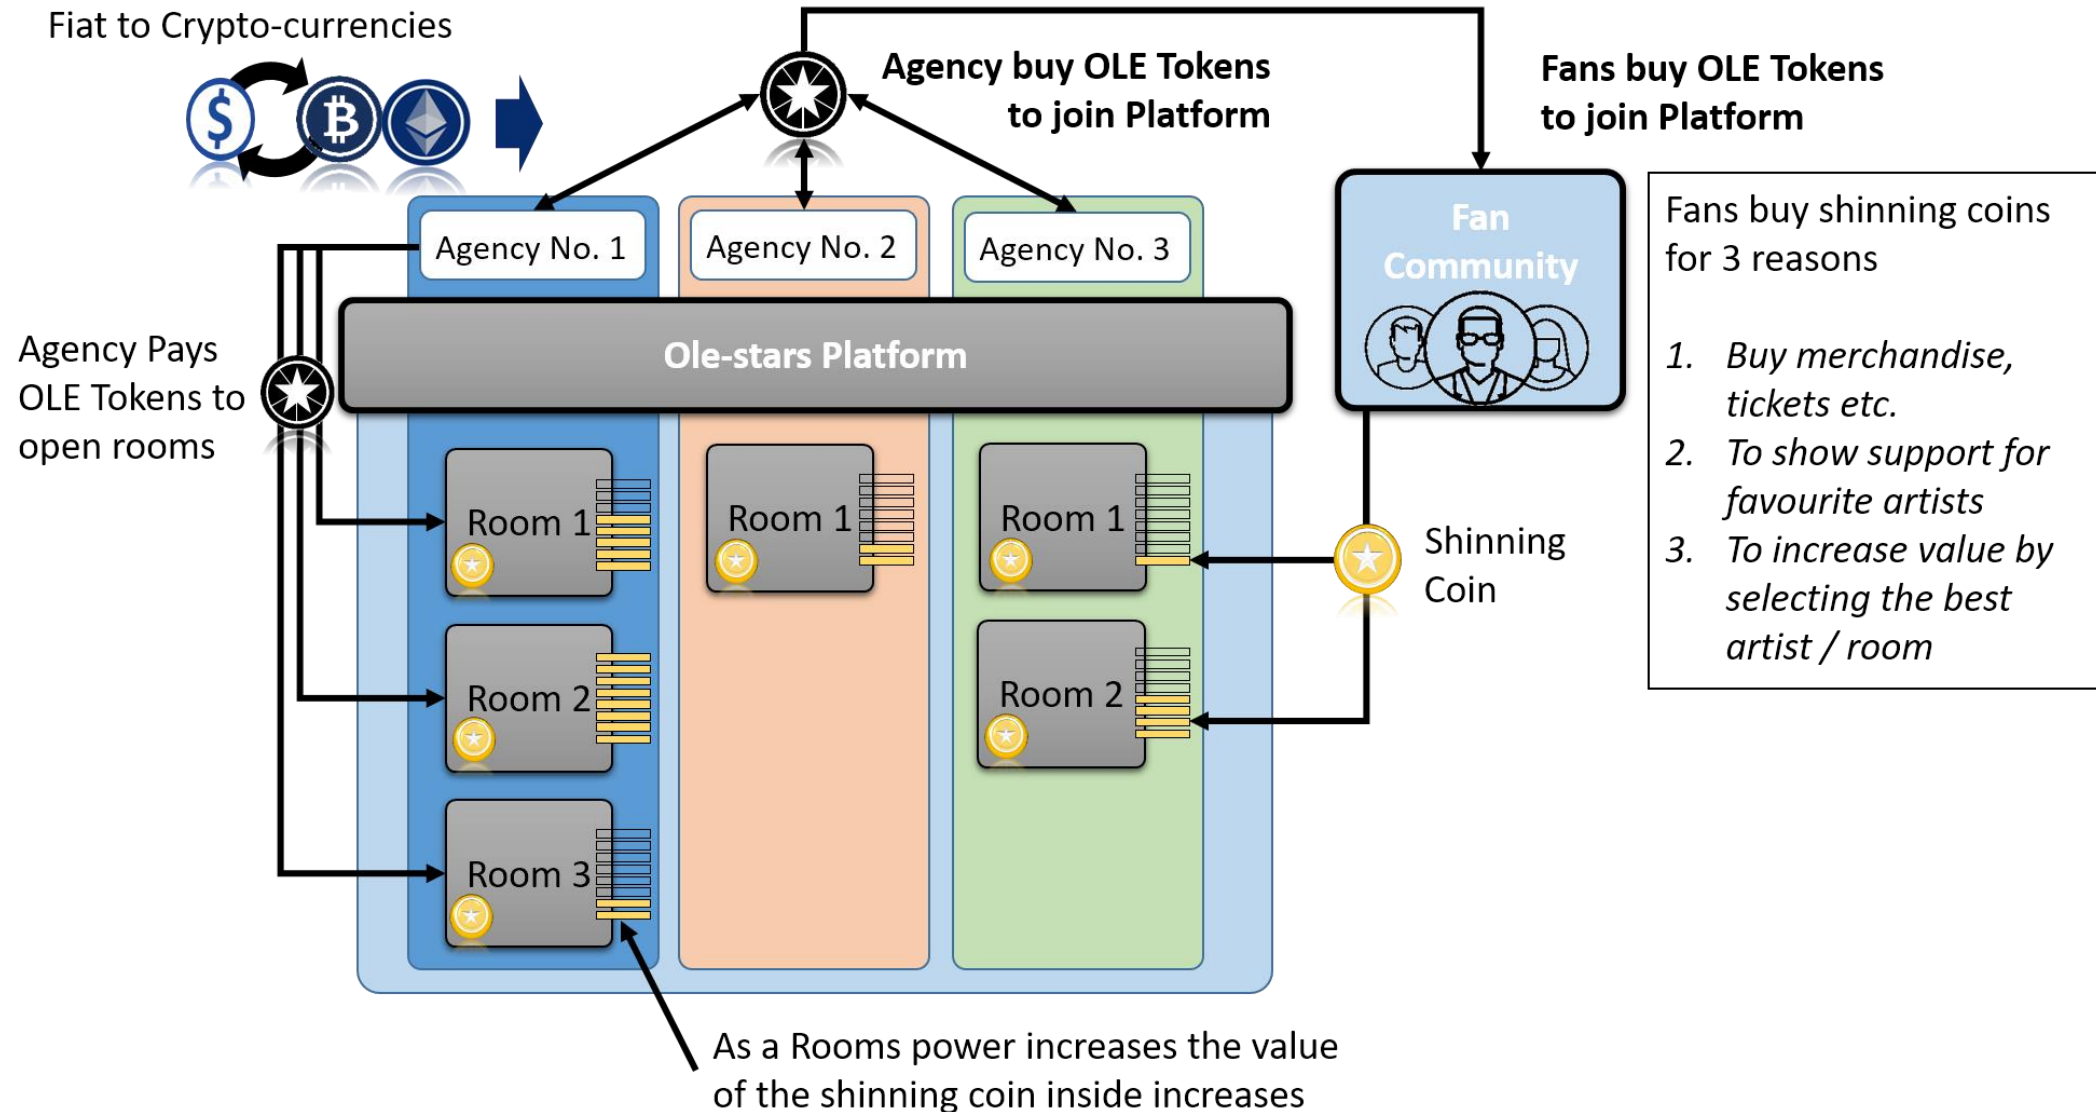 Fiat to Crypto-currencies
$
B
Agency buy OLE Tokens
to join Platform
Fans buy OLE Tokens
to join Platform
Agency No. 1
Agency No. 2
Agency No. 3
Fan
Community
Fans buy shinning coins
for 3 reasons
1. Buy merchandise,
tickets etc.
2. To show support for
favourite artists
3. To increase value by
selecting the best
artist / room
Agency Pays
OLE Tokens to
open rooms
Ole-stars Platform
Room 1
Room 1
Room 1
Shinning
Coin
Room 2
Room 2
Room 3
As a Rooms power increases the value
of the shinning coin inside increases